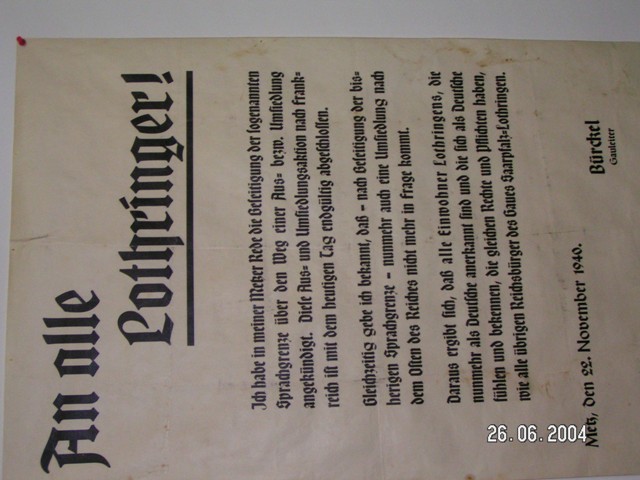 An alle
Lothringer!
Ich habe in meiner Metzer Rede die Beseitigung der sogenannten
Sprachgrenze über den Weg einer Aus= bezw. Umsiedlung
angekündigt. Diese Aus= und Umsiedlungsaktion nach Frank=
reich ist mit dem heutigen Tag endgültig abgeschlossen.
Gleichzeitig gebe ich bekannt, daß – nach Beseitigung der bis=
herigen Sprachgrenze – nunmehr auch eine Umsiedlung nach
dem Osten des Reiches nicht mehr in Frage kommt.
Daraus ergibt sich, daß alle Einwohner Lothringens, die
nunmehr als Deutsche anerkannt sind und die sich als Deutsche
fühlen und bekennen, die gleichen Rechte und Pflichten haben,
wie alle übrigen Reichsbürger des Gaues Saarpfalz=Lothringen.
Metz, den 22. November 1940.
Bürckel
Gauleiter
26.06.2004